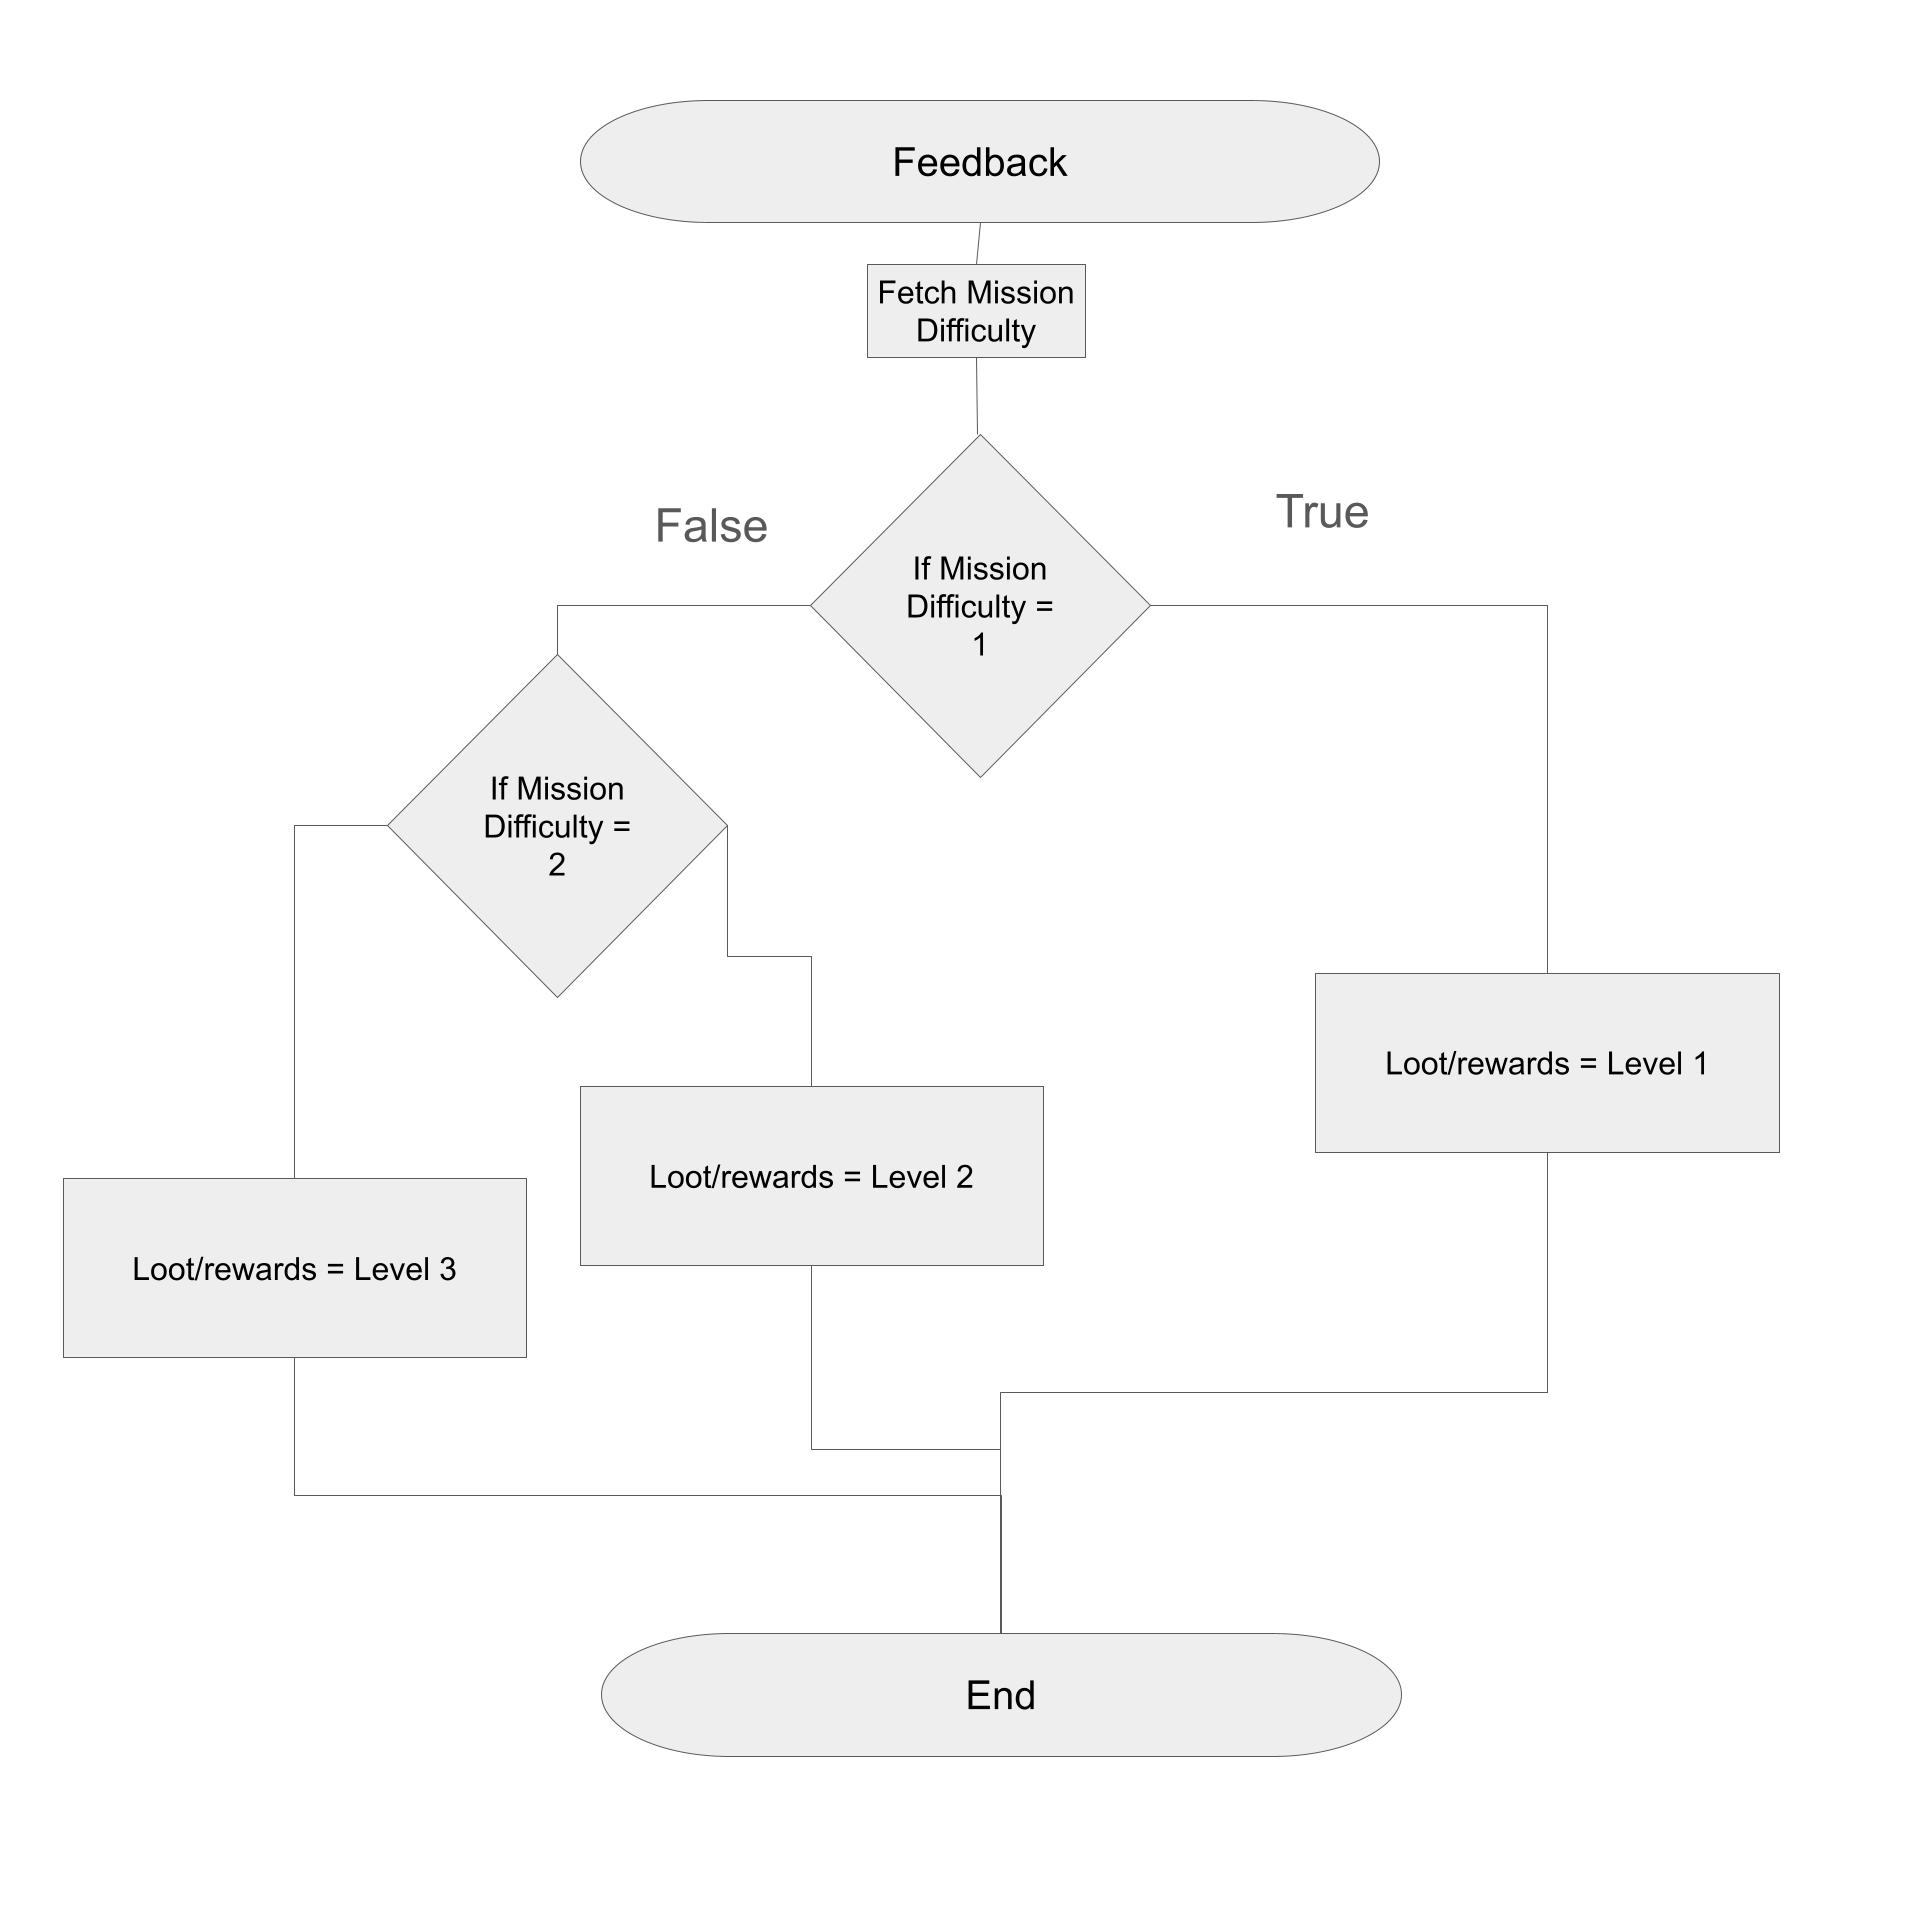 Feedback
Fetch Mission
Difficulty
False
True
If Mission
Difficulty =
1
If Mission
Difficulty =
2
Loot/rewards = Level 1
Loot/rewards = Level 2
Loot/rewards = Level 3
End